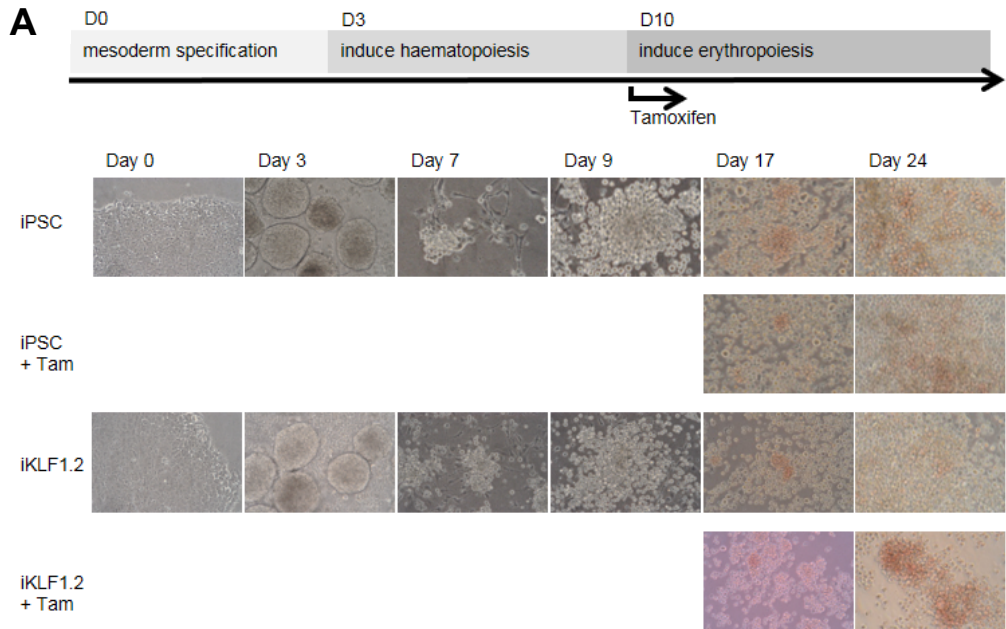 A
D0 D3 D10
mesoderm specification induce haematopoiesis induce erythropoiesis
Tamoxifen
Day 0 Day 3 Day 7 Day 9 Day 17 Day 24
iPSC
iPSC
+ Tam
iKLF1.2
iKLF1.2
+ Tam